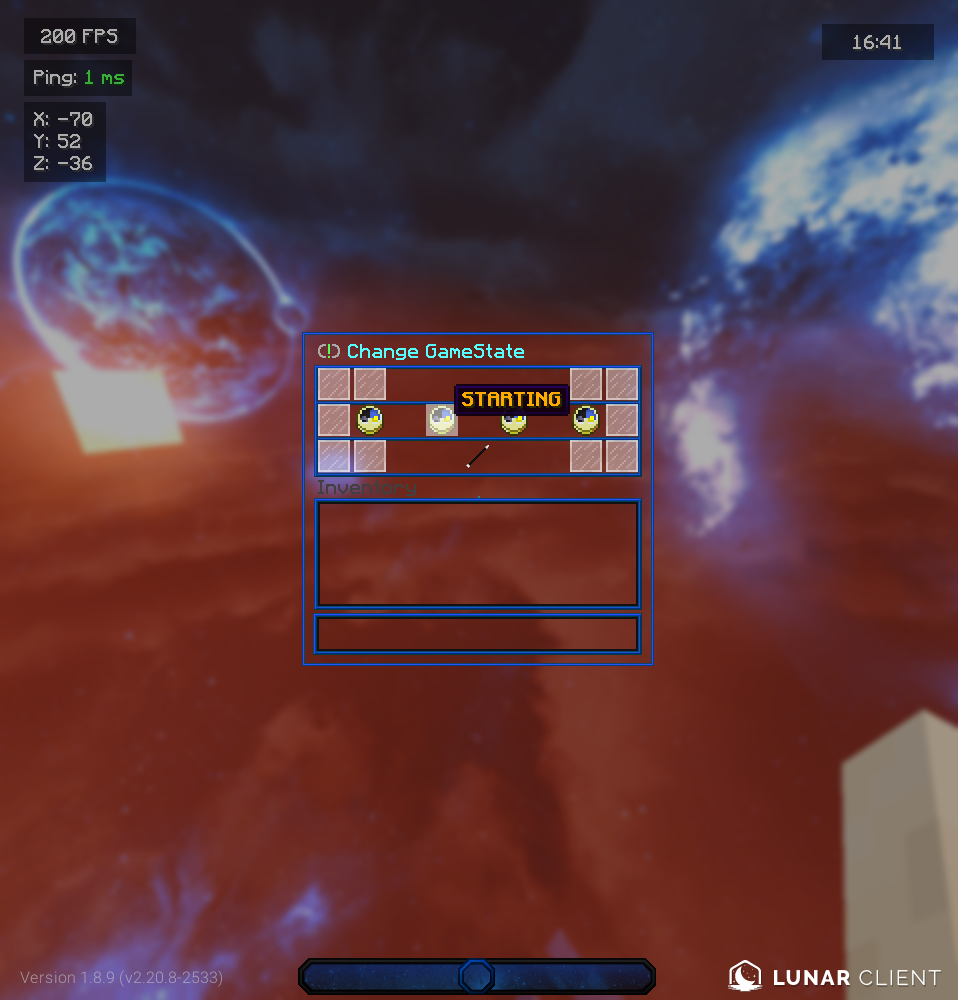 200 FPS
16:41
Ping: 1 ms
X: -70
Y: 52
Z: -36
(!) Change GameState
STARTING
Inventory
Version 1.8.9 (v2.20.8-2533)
LUNAR CLIENT